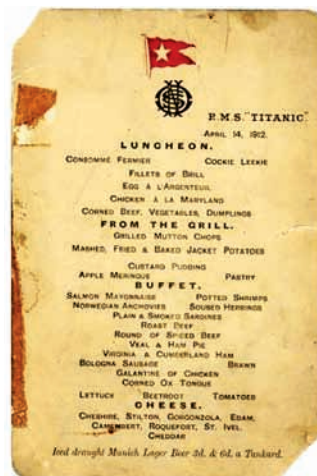 R.M.S. "TITANIC"
APRIL 14, 1912.
LUNCHEON.
CONSOMMÉ FERMIER COCKIE LEEKIE
FILLETS OF BRILL
EGG À L'ARGENTEUIL
CHICKEN À LA MARYLAND
CORNED BEEF, VEGETABLES, DUMPLINGS
FROM THE GRILL.
GRILLED MUTTON CHOPS
MASHED, FRIED & BAKED JACKET POTATOES
CUSTARD PUDDING
APPLE MERINGUE PASTRY
BUFFET.
SALMON MAYONNAISE POTTED SHRIMPS
NORWEGIAN ANCHOVIES SOUSED HERRINGS
PLAIN & SMOKED SARDINES
ROAST BEEF
ROUND OF SPICED BEEF
VEAL & HAM PIE
VIRGINIA & CUMBERLAND HAM
BOLOGNA SAUSAGE BRAWN
GALANTINE OF CHICKEN
CORNED OX TONGUE
LETTUCE BEETROOT TOMATOES
CHEESE.
CHESHIRE, STILTON, GORGONZOLA, EDAM,
CAMEMBERT, ROQUEFORT, ST. IVEL,
CHEDDAR
Iced draught Munich Lager Beer 3d. & 6d. a Tankard.